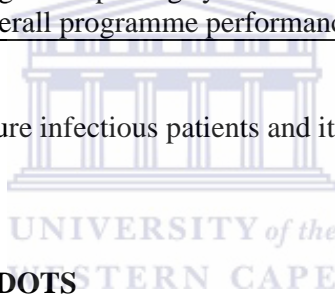 erall programme performanc
ure infectious patients and it
UNIVERSITY of the
WESTERN CAPE
DOTS